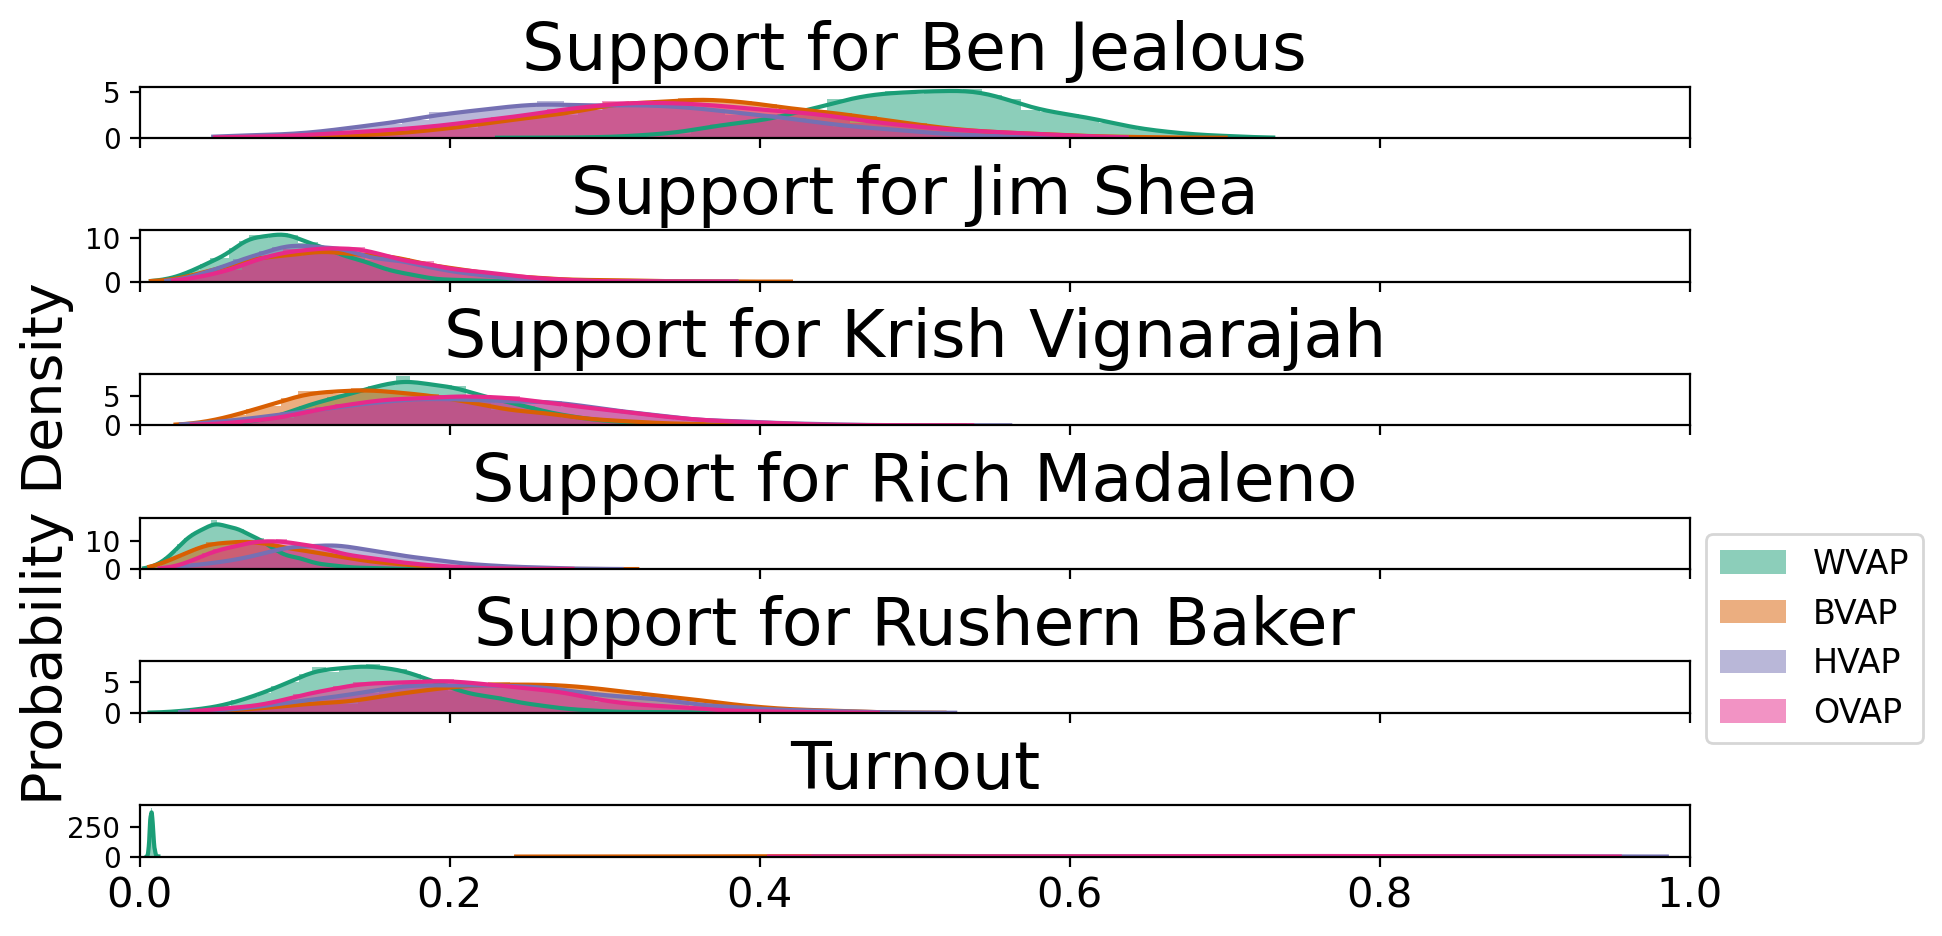 Support for Ben Jealous
5
0
Support for Jim Shea
10
0
Support for Krish Vignarajah
5
0
Support for Rich Madaleno
10
0
Support for Rushern Baker
5
0
Turnout
250
0
0.0 0.2 0.4 0.6 0.8 1.0
Probability Density
WVAP
BVAP
HVAP
OVAP